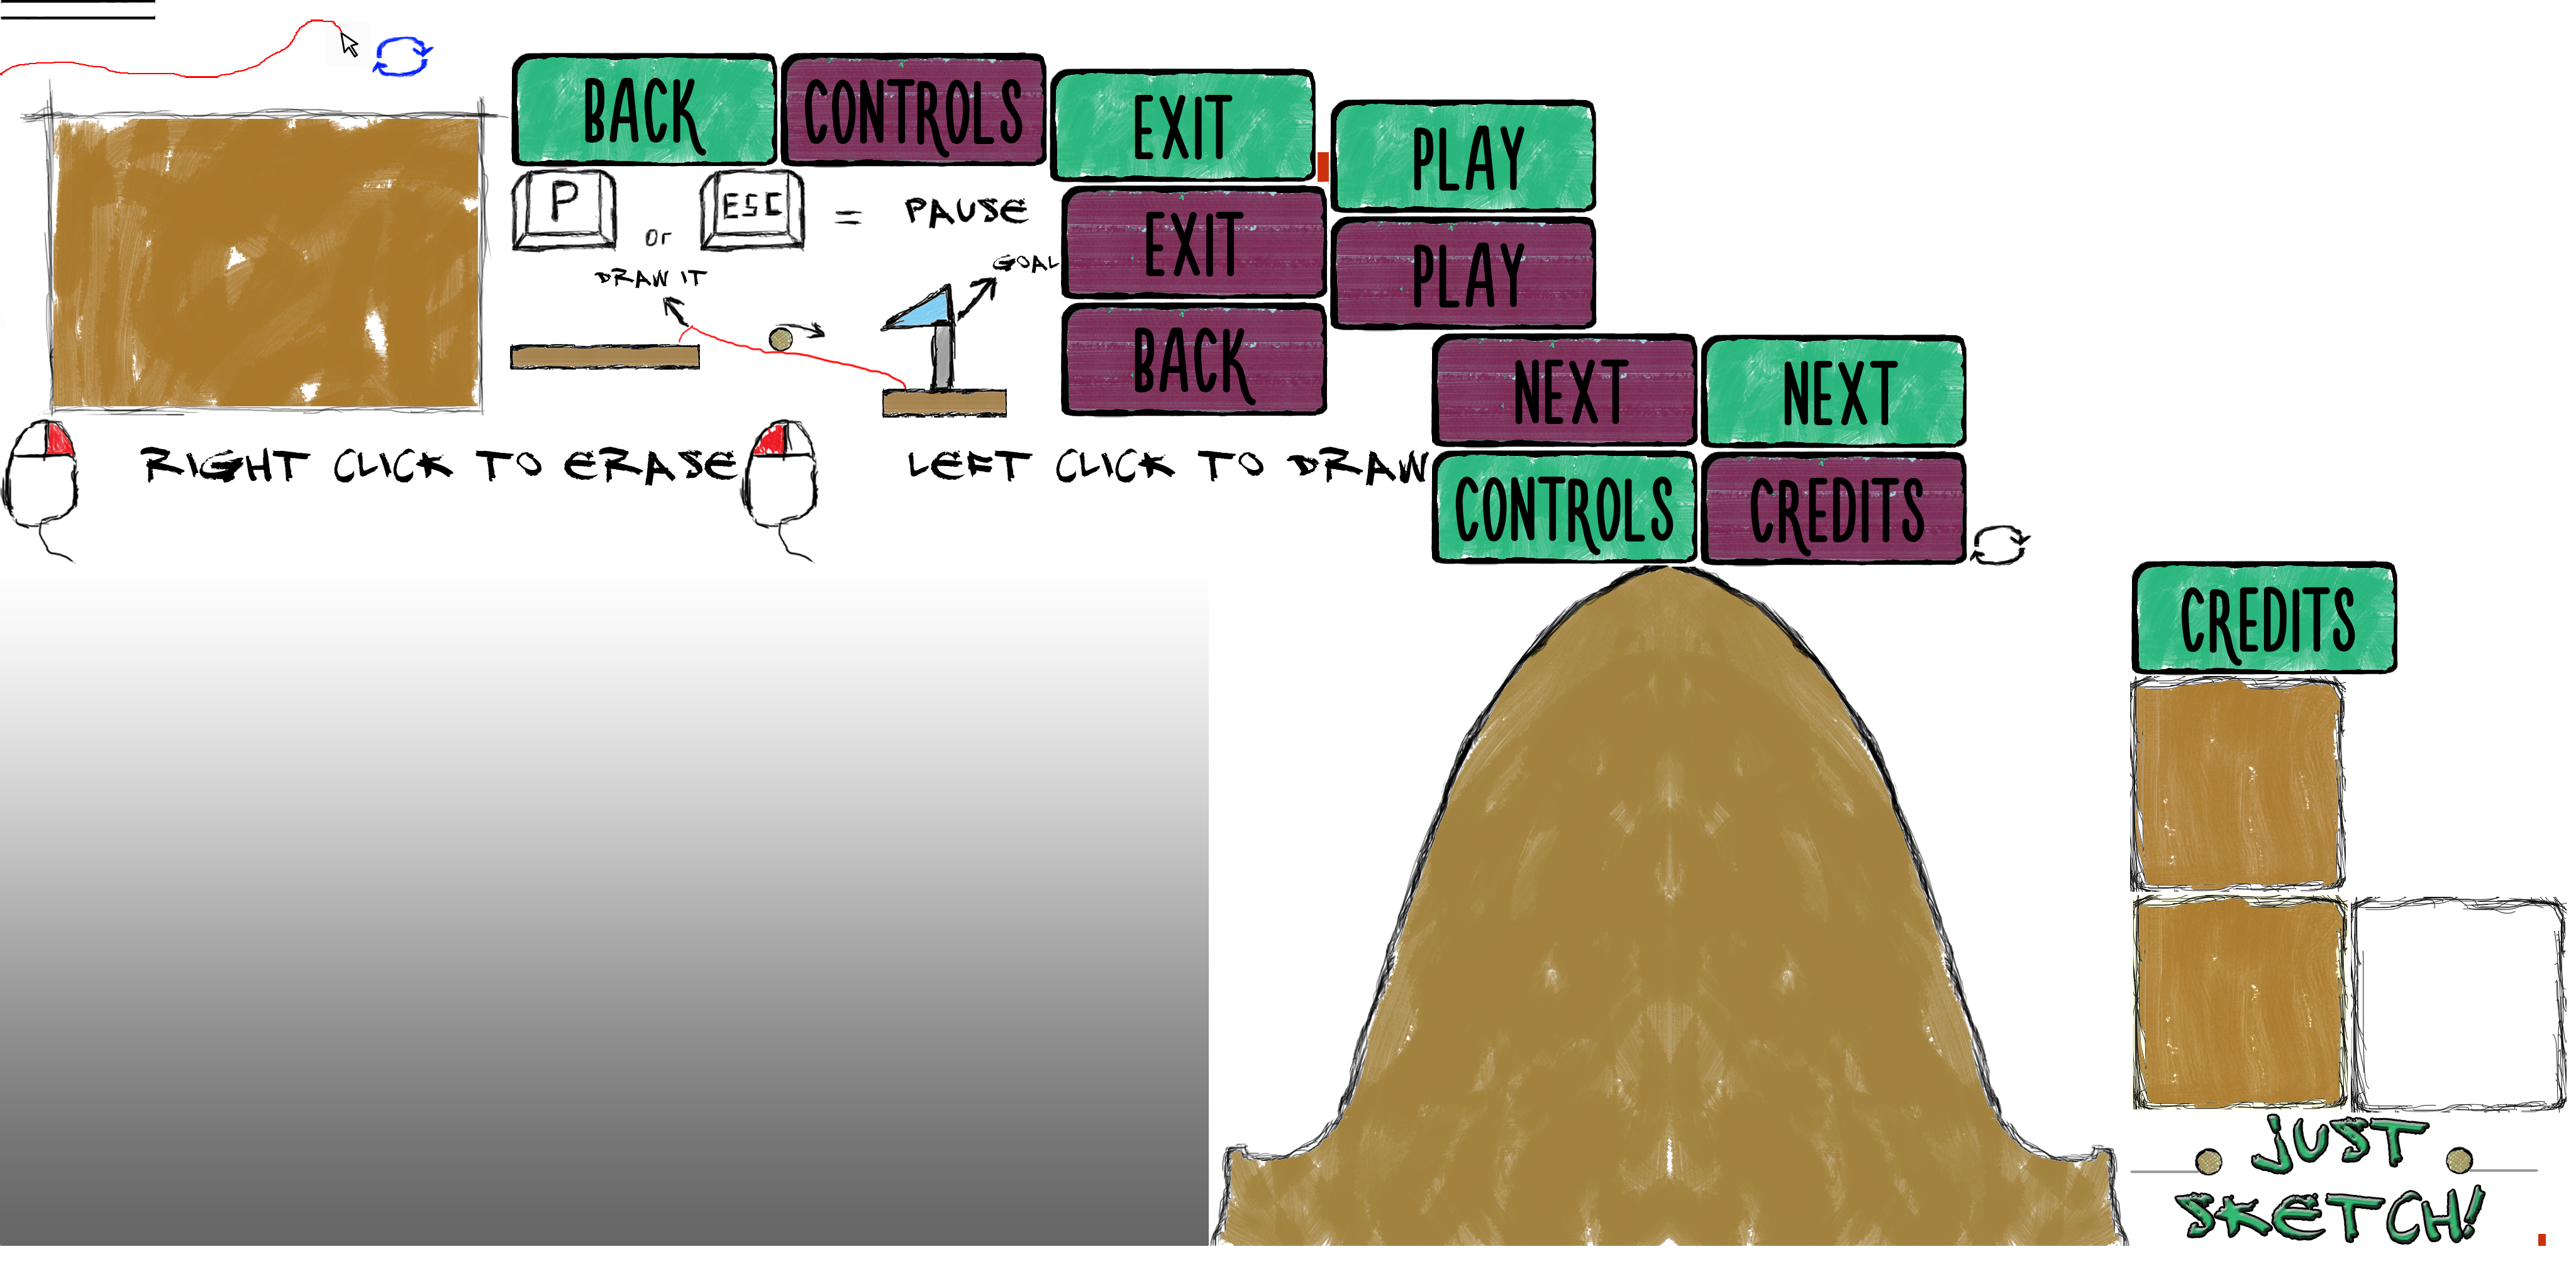 BACK
CONTROLS
EXIT
PLAY
P or ESC = PAUSE
EXIT
PLAY
DRAW IT
GOAL
BACK
NEXT
NEXT
RIGHT CLICK TO ERASE
LEFT CLICK TO DRAW
CONTROLS
CREDITS
CREDITS
JUST
SKETCH!